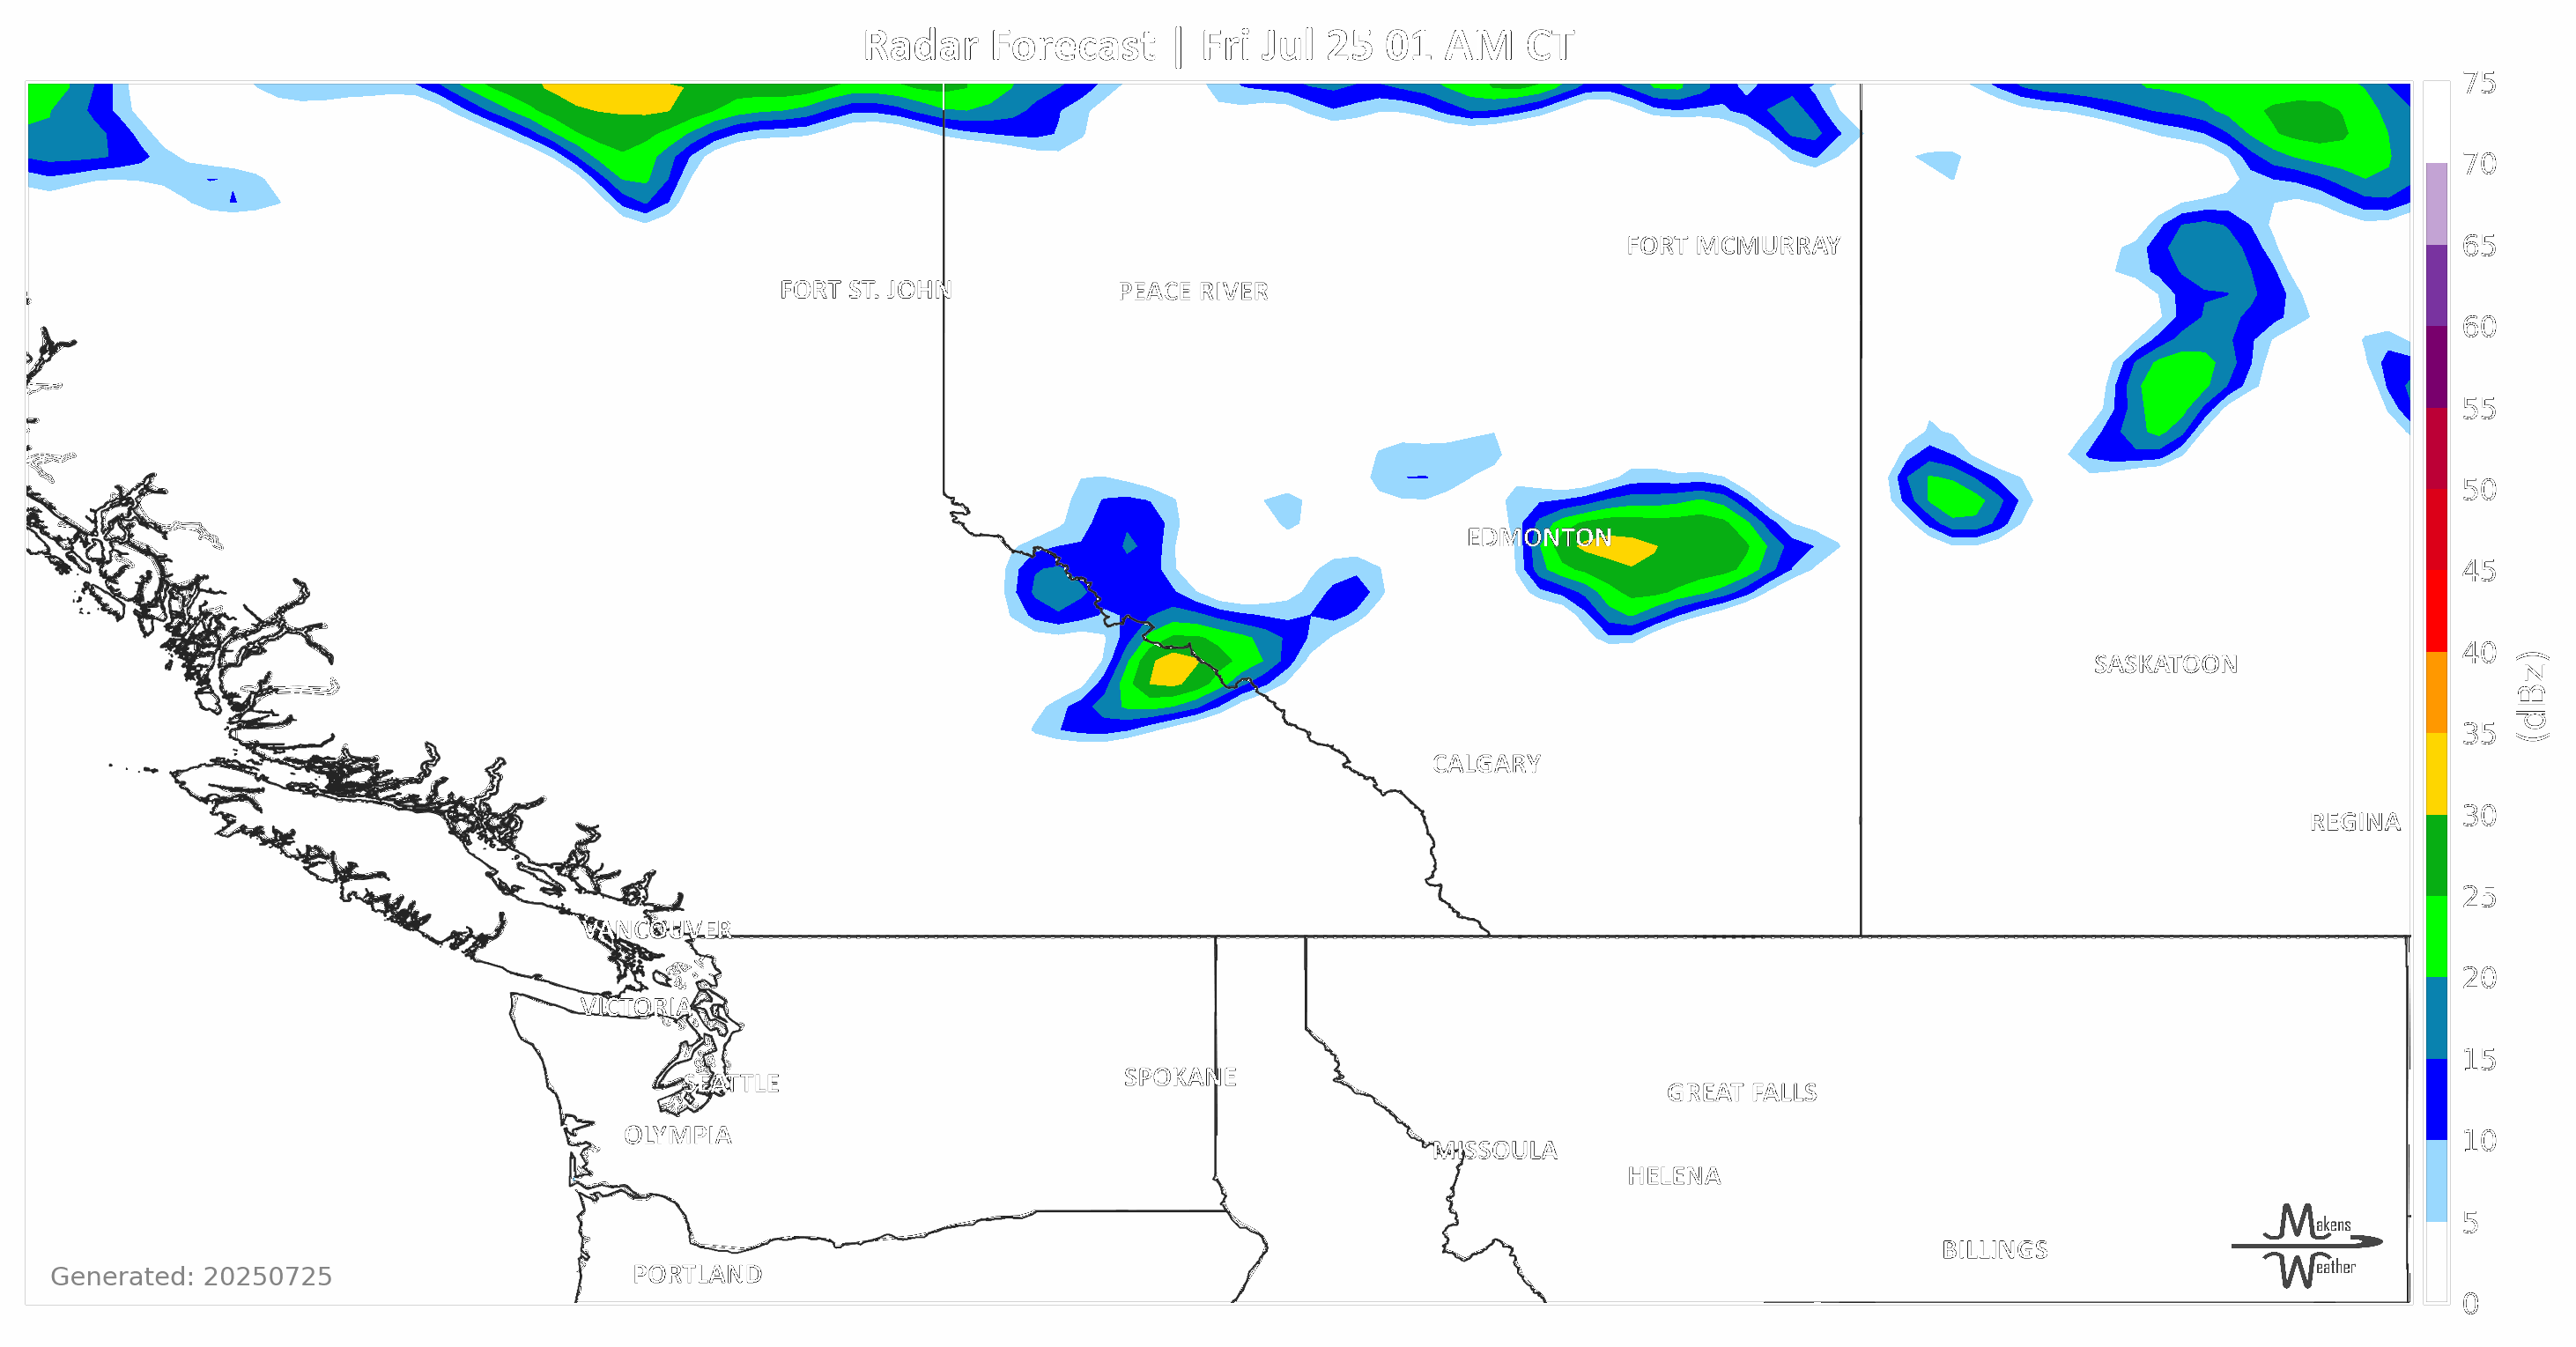 Radar Forecast | Fri Jul 25 01 AM CT
75
70
FORT MCMURRAY
65
FORT ST. JOHN
PEACE RIVER
60
55
50
EDMONTON
45
SASKATOON
40
(dBz)
35
CALGARY
REGINA
30
25
VANCOUVER
20
VICTORIA
15
SEATTLE
SPOKANE
GREAT FALLS
OLYMPIA
10
MISSOULA
HELENA
5
Makens
Weather
BILLINGS
Generated: 20250725
PORTLAND
0